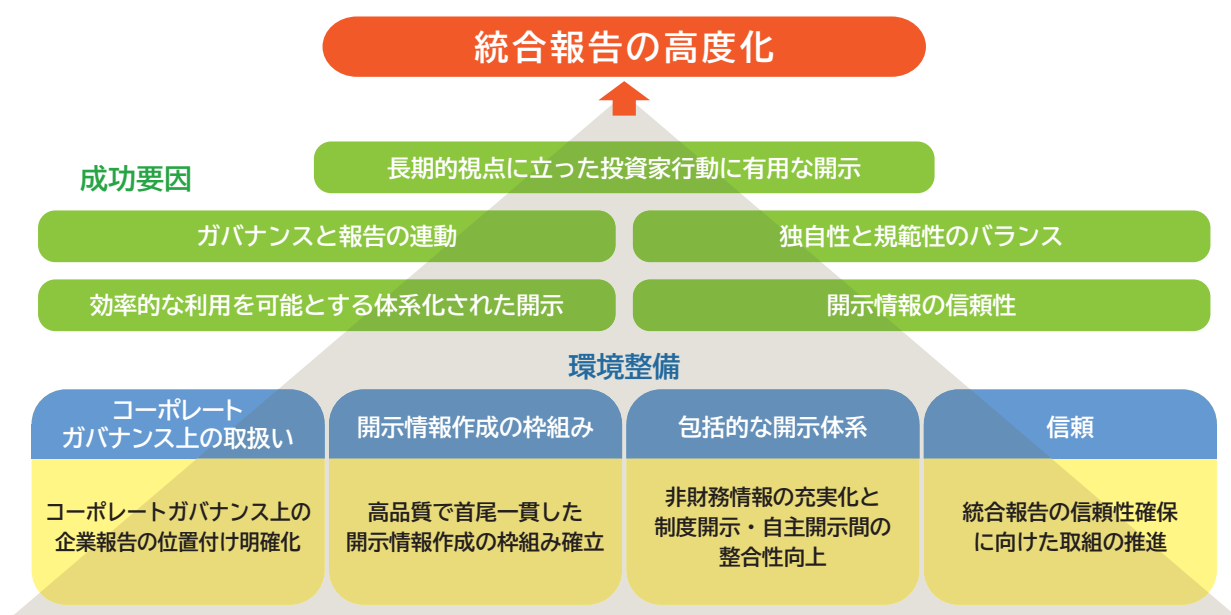 統合報告の高度化
成功要因
長期的視点に立った投資家行動に有用な開示
ガバナンスと報告の連動
独自性と規範性のバランス
効率的な利用を可能とする体系化された開示
開示情報の信頼性
環境整備
コーポレート
ガバナンス上の取扱い
コーポレートガバナンス上の
企業報告の位置付け明確化
開示情報作成の枠組み
高品質で首尾一貫した
開示情報作成の枠組み確立
包括的な開示体系
非財務情報の充実化と
制度開示・自主開示間の
整合性向上
信頼
統合報告の信頼性確保
に向けた取組の推進